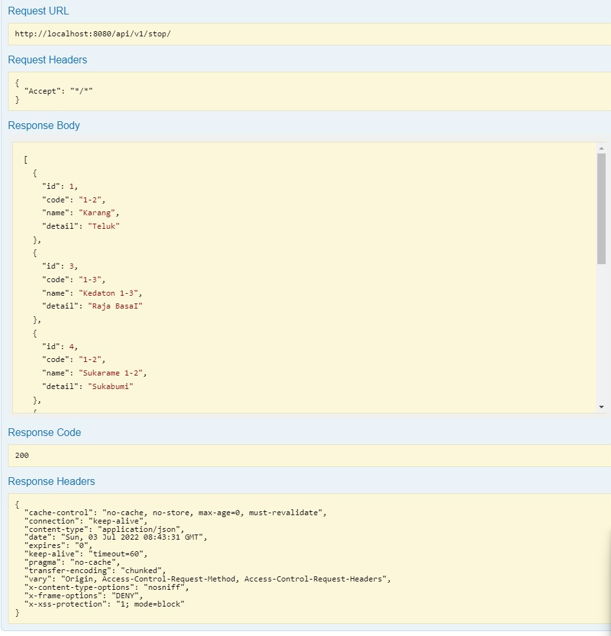 Request URL
http://localhost:8080/api/v1/stop/
Request Headers
{
"Accept": "*/*"
}
Response Body
[
{
"id": 1,
"code": "1-2",
"name": "Karang",
"detail": "Teluk"
},
{
"id": 3,
"code": "1-3",
"name": "Kedaton 1-3",
"detail": "Raja BasaI"
},
{
"id": 4,
"code": "1-2",
"name": "Sukarame 1-2",
"detail": "Sukabumi"
},
{
Response Code
200
Response Headers
{
"cache-control": "no-cache, no-store, max-age=0, must-revalidate",
"connection": "keep-alive",
"content-type": "application/json",
"date": "Sun, 03 Jul 2022 08:43:31 GMT",
"expires": "0",
"keep-alive": "timeout=60",
"pragma": "no-cache",
"transfer-encoding": "chunked",
"vary": "Origin, Access-Control-Request-Method, Access-Control-Request-Headers",
"x-content-type-options": "nosniff",
"x-frame-options": "DENY",
"x-xss-protection": "1; mode=block"
}